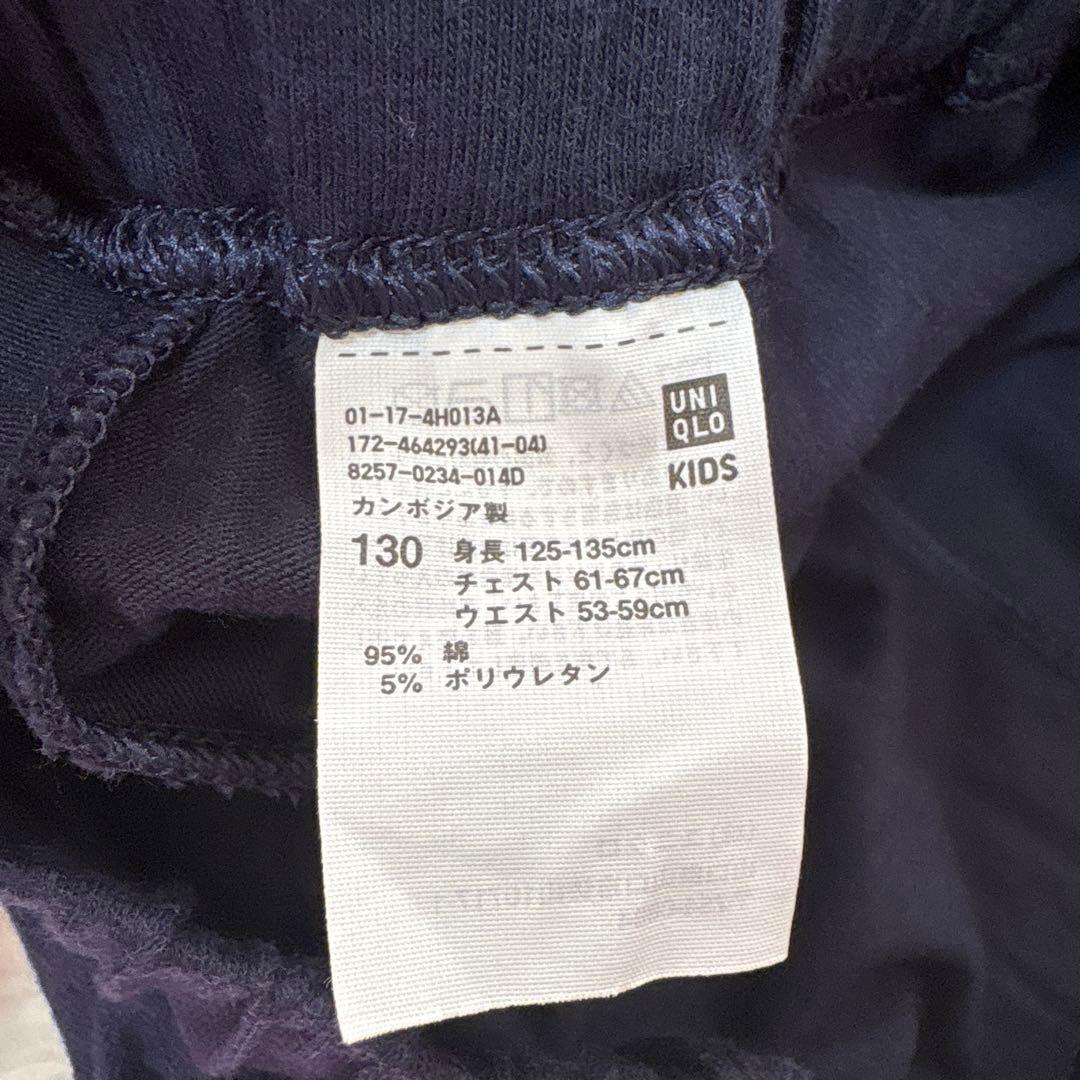 UNI
QLO
KIDS
01-17-4H013A
172-464293(41-04)
8257-0234-014D
カンボジア製
130 身長 125-135cm
チェスト 61-67cm
ウエスト 53-59cm
95% 綿
5% ポリウレタン